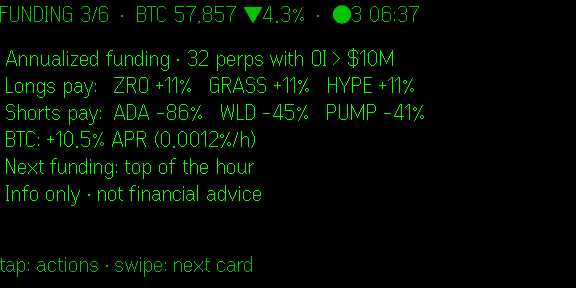 FUNDING 3/6 · BTC 57,857 ▼4.3% · ●3 06:37
Annualized funding · 32 perps with OI > $10M
Longs pay: ZRO +11% GRASS +11% HYPE +11%
Shorts pay: ADA -86% WLD -45% PUMP -41%
BTC: +10.5% APR (0.0012%/h)
Next funding: top of the hour
Info only · not financial advice
tap: actions · swipe: next card